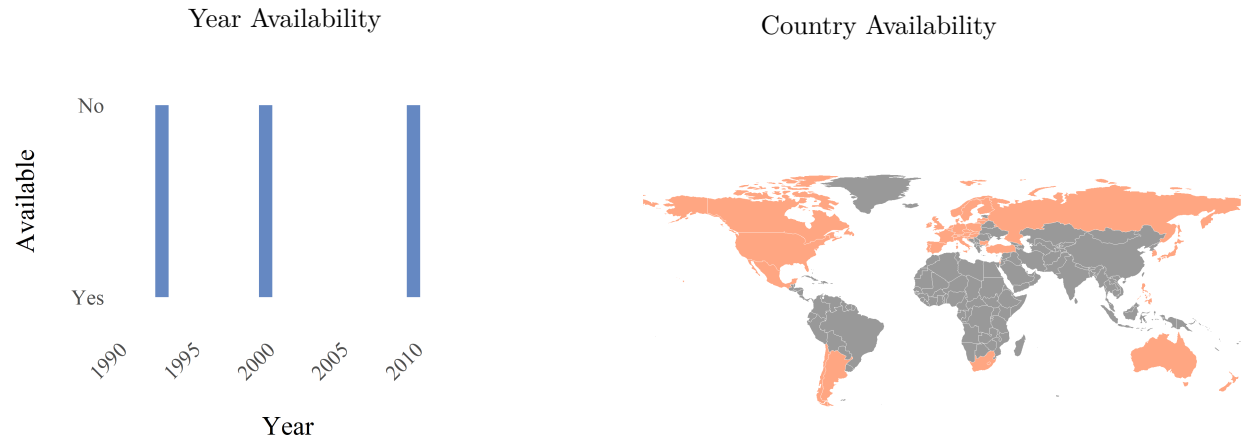 Year Availability
Country Availability
No
Available
Yes
1990
1995
2000
2005
2010
Year